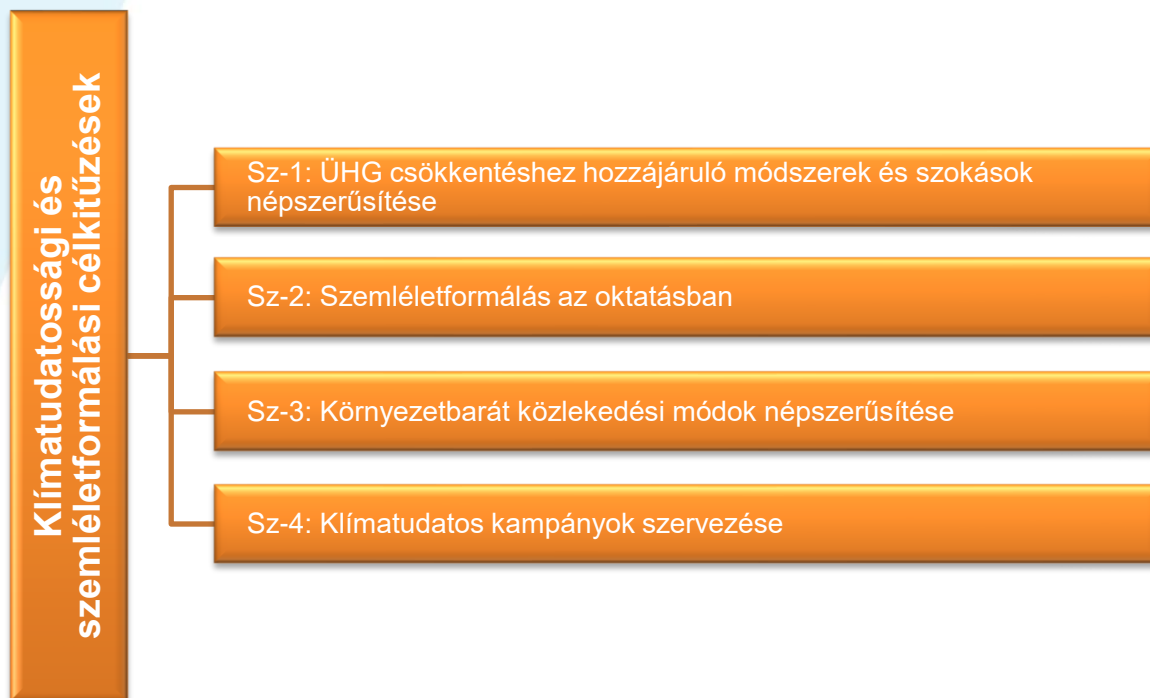 Klímatudatossági és
szemléletformálási célkitűzések
Sz-1: ÜHG csökkentéshez hozzájáruló módszerek és szokások
népszerűsítése
Sz-2: Szemléletformálás az oktatásban
Sz-3: Környezetbarát közlekedési módok népszerűsítése
Sz-4: Klímatudatos kampányok szervezése